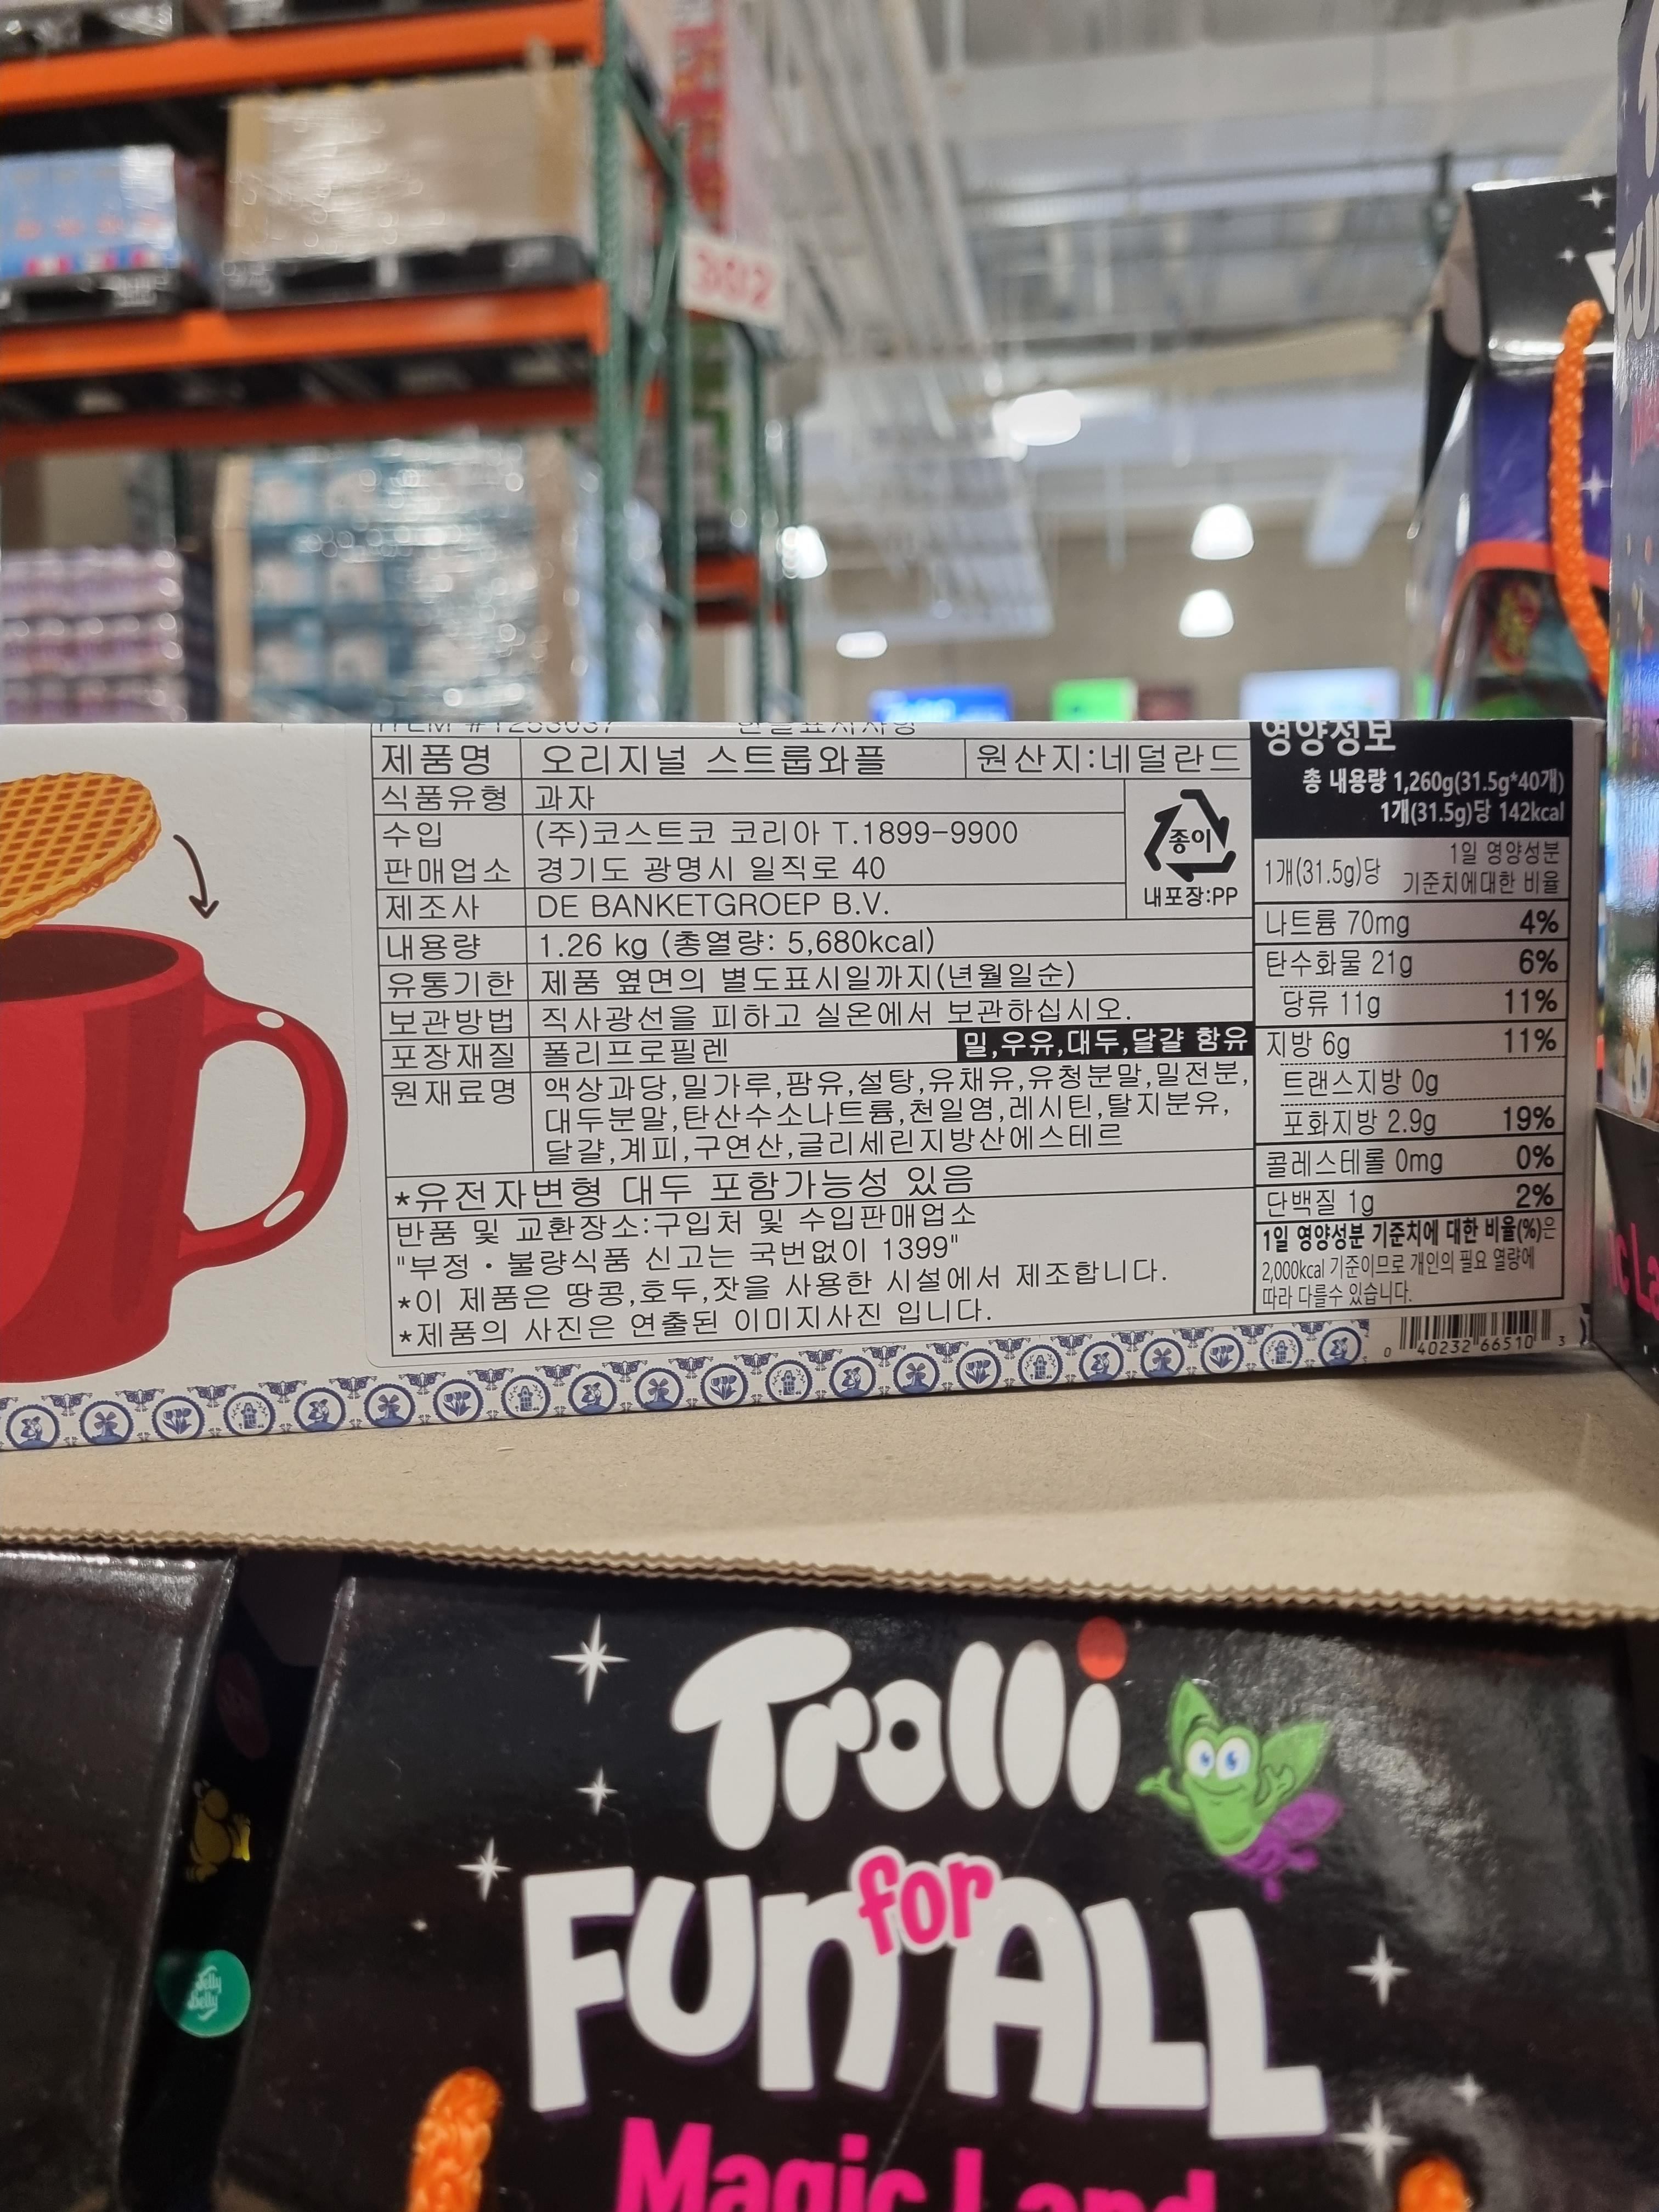 302
제품명 오리지널 스트룹와플 원산지:네덜란드
식품유형 과자
수입 판매업소 (주)코스트코 코리아 T.1899-9900
경기도 광명시 일직로 40
종이
내포장:PP
제조사 DE BANKETGROEP B.V.
내용량 1.26 kg (총열량: 5,680kcal)
유통기한 제품 옆면의 별도표시일까지(년월일순)
보관방법 직사광선을 피하고 실온에서 보관하십시오.
포장재질 폴리프로필렌 밀,우유,대두,달걀 함유
원재료명 액상과당,밀가루,팜유,설탕,유채유,유청분말,밀전분,
대두분말,탄산수소나트륨,천일염,레시틴,탈지분유,
달걀,계피,구연산,글리세린지방산에스테르
*유전자변형 대두 포함가능성 있음
반품 및 교환장소:구입처 및 수입판매업소
"부정·불량식품 신고는 국번없이 1399"
*이 제품은 땅콩,호두,잣을 사용한 시설에서 제조합니다.
*제품의 사진은 연출된 이미지사진 입니다.
영양정보
총 내용량 1,260g(31.5g*40개)
1개(31.5g)당 142kcal
1개(31.5g)당 1일 영양성분
기준치에대한 비율
나트륨 70mg 4%
탄수화물 21g 6%
당류 11g 11%
지방 6g 11%
트랜스지방 0g
포화지방 2.9g 19%
콜레스테롤 0mg 0%
단백질 1g 2%
1일 영양성분 기준치에 대한 비율(%)은
2,000kcal 기준이므로 개인의 필요 열량에
따라 다를수 있습니다.
0 40232 66510 3
Trolli
FUN for ALL
Magic Land
Jelly
Belly